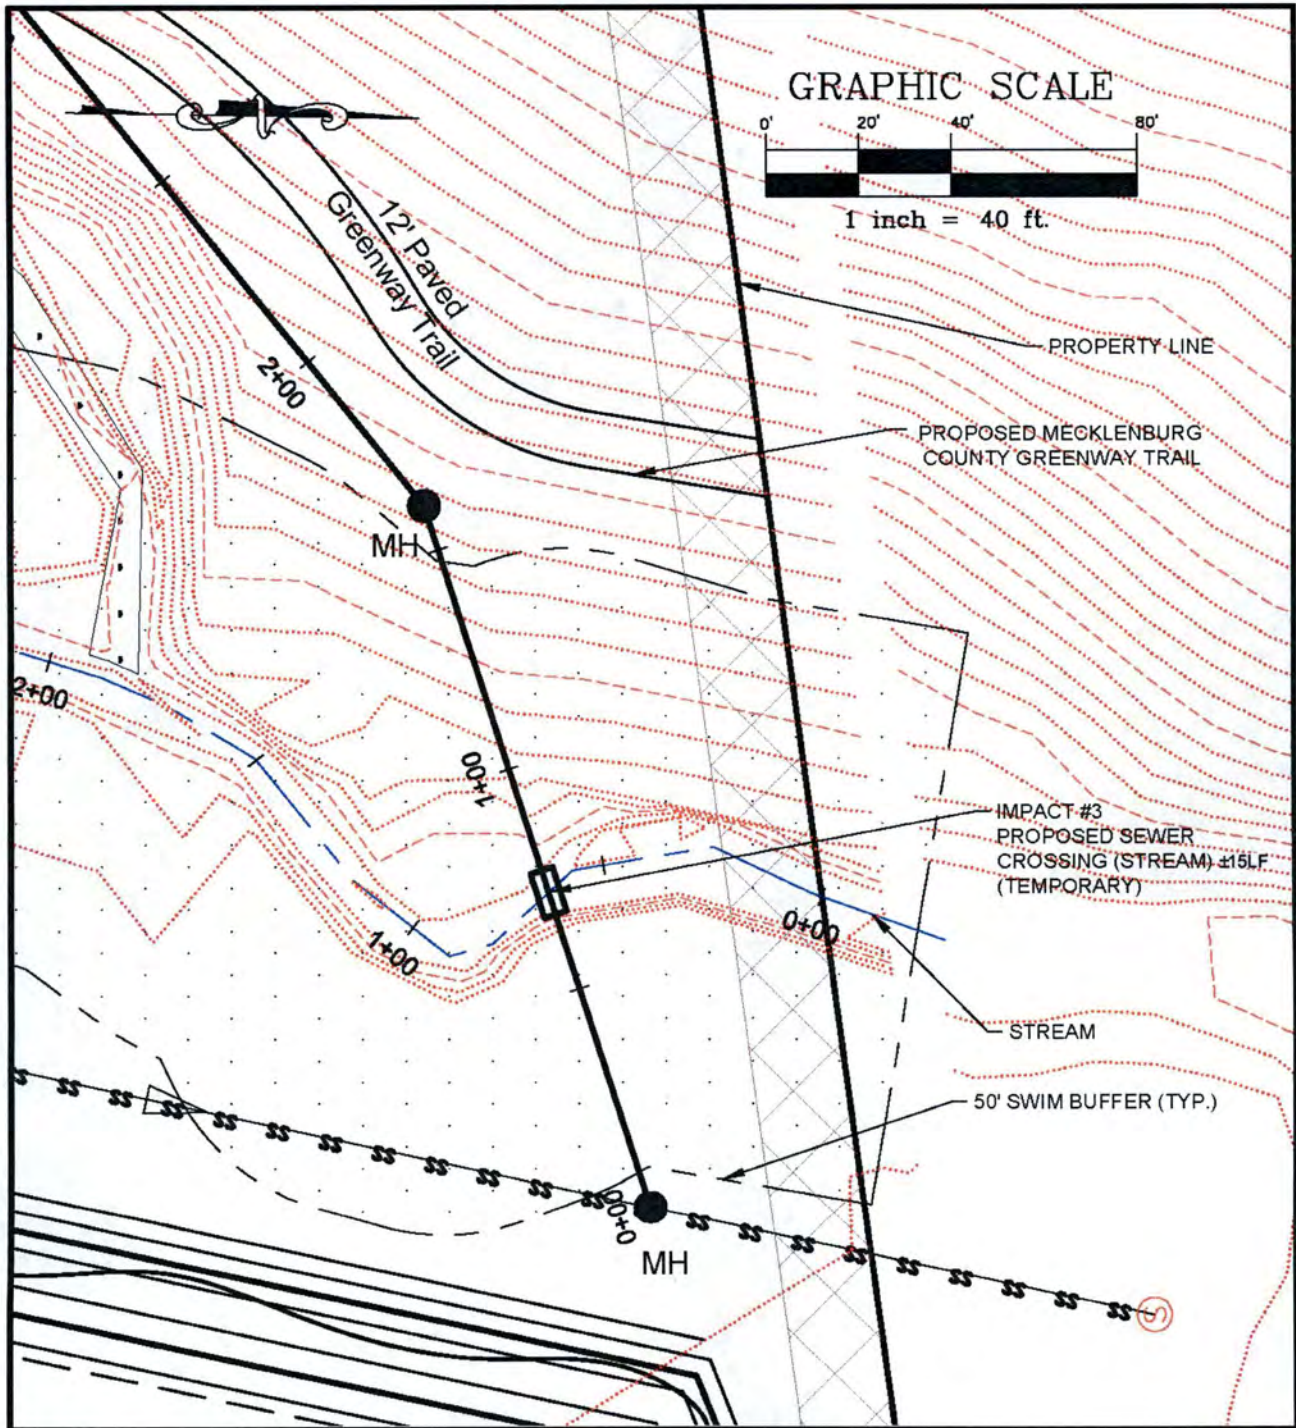 GRAPHIC SCALE
0' 20' 40' 80'
1 inch = 40 ft.
12' Paved
Greenway Trail
PROPERTY LINE
2+00
PROPOSED MECKLENBURG
COUNTY GREENWAY TRAIL
MH
2+00
1+00
IMPACT #3
PROPOSED SEWER
CROSSING (STREAM) ±15LF
(TEMPORARY)
0+00
1+00
STREAM
50' SWIM BUFFER (TYP.)
0+00
MH